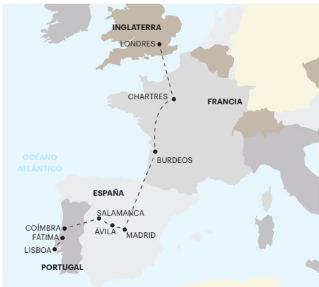 INGLATERRA
LONDRES
CHARTRES
FRANCIA
OCÉANO
ATLÁNTICO
BURDEOS
ESPAÑA
SALAMANCA
COÍMBRA
ÁVILA
MADRID
FÁTIMA
LISBOA
PORTUGAL